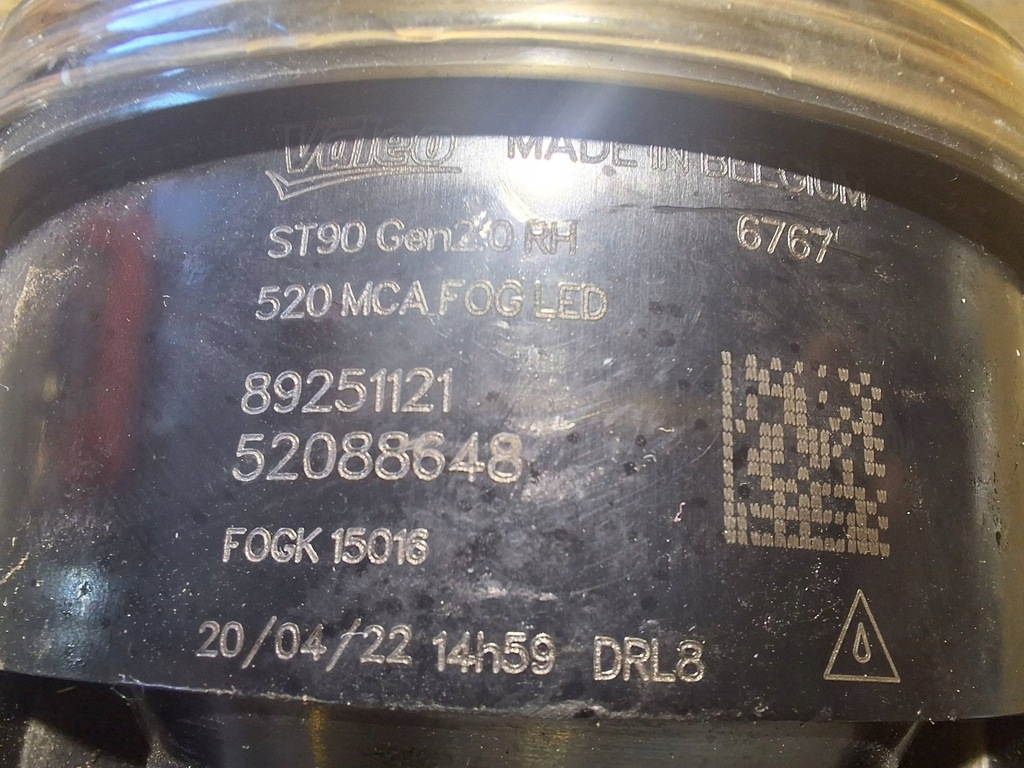 Valeo MADE IN BELGIUM
ST90 Gen2.0 RH 6767
520 MCA FOG LED
89251121
52088648
FOGK 15016
20/04/22 14h59 DRL8